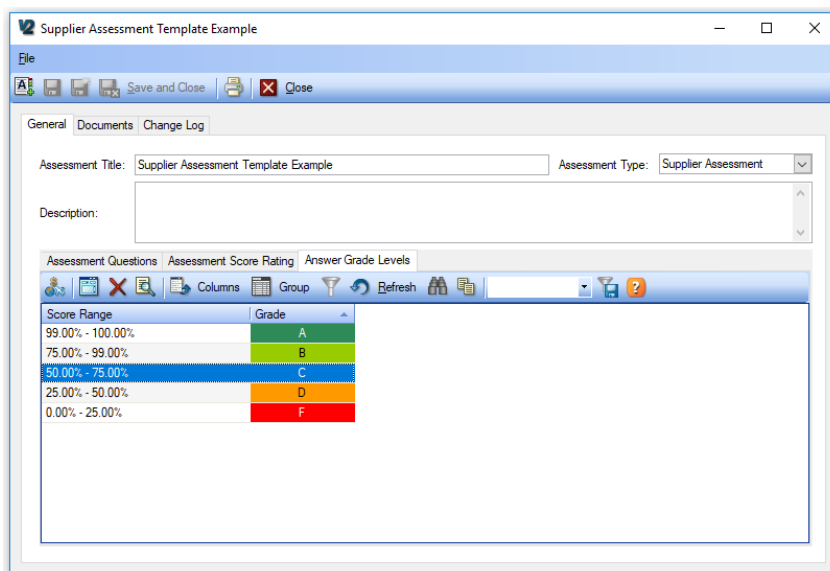 V2 Supplier Assessment Template Example
File
Save and Close Close
General Documents Change Log
Assessment Title: Supplier Assessment Template Example Assessment Type: Supplier Assessment
Description:
Assessment Questions Assessment Score Rating Answer Grade Levels
Columns Group Refresh
Score Range Grade
99.00% - 100.00% A
75.00% - 99.00% B
50.00% - 75.00% C
25.00% - 50.00% D
0.00% - 25.00% F